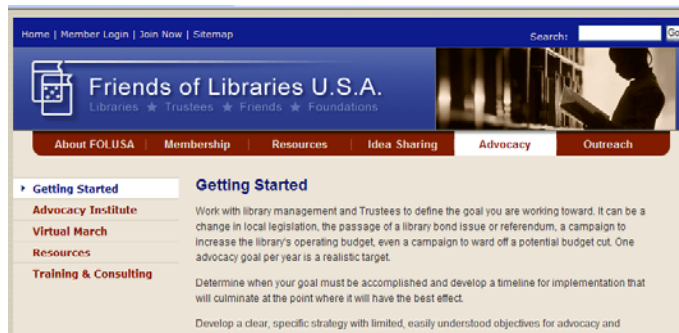 Home | Member Login | Join Now | Sitemap
Search:
Go
Friends of Libraries U.S.A.
Libraries ★ Trustees ★ Friends ★ Foundations
About FOLUSA | Membership | Resources | Idea Sharing | Advocacy | Outreach
Getting Started
Advocacy Institute
Virtual March
Resources
Training & Consulting
Getting Started
Work with library management and Trustees to define the goal you are working toward. It can be a
change in local legislation, the passage of a library bond issue or referendum, a campaign to
increase the library's operating budget, even a campaign to ward off a potential budget cut. One
advocacy goal per year is a realistic target.
Determine when your goal must be accomplished and develop a timeline for implementation that
will culminate at the point where it will have the best effect.
Develop a clear, specific strategy with limited, easily understood objectives for advocacy and